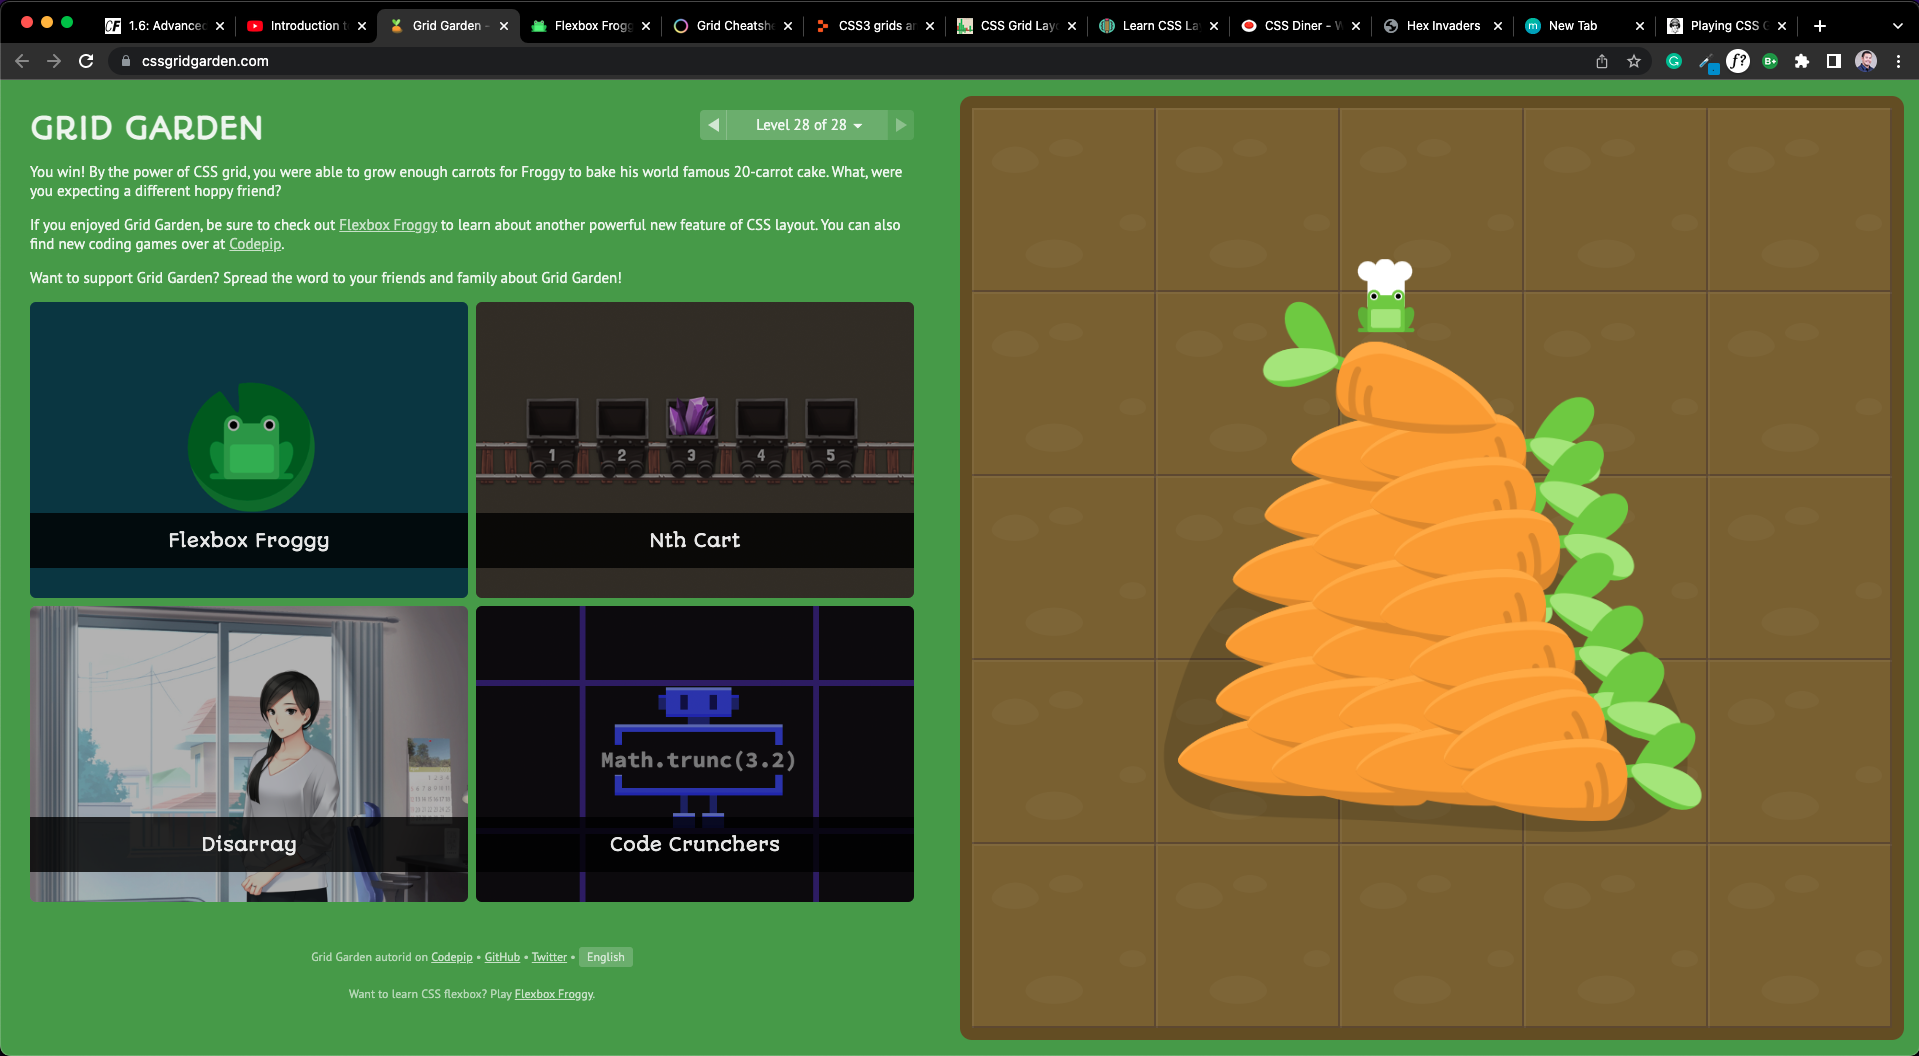 1.6: Advanced
Introduction t
Grid Garden -
Flexbox Frogg
Grid Cheatshe
CSS3 grids a
CSS Grid Layo
Learn CSS La
CSS Diner - W
Hex Invaders
New Tab
Playing CSS G
cssgridgarden.com
GRID GARDEN
Level 28 of 28
You win! By the power of CSS grid, you were able to grow enough carrots for Froggy to bake his world famous 20-carrot cake. What, were
you expecting a different hoppy friend?
If you enjoyed Grid Garden, be sure to check out Flexbox Froggy to learn about another powerful new feature of CSS layout. You can also
find new coding games over at Codepip.
Want to support Grid Garden? Spread the word to your friends and family about Grid Garden!
1 2 3 4 5
Flexbox Froggy
Nth Cart
Math.trunc(3.2)
Disarray
Code Crunchers
Grid Garden autorid on Codepip • GitHub • Twitter • English
Want to learn CSS flexbox? Play Flexbox Froggy.